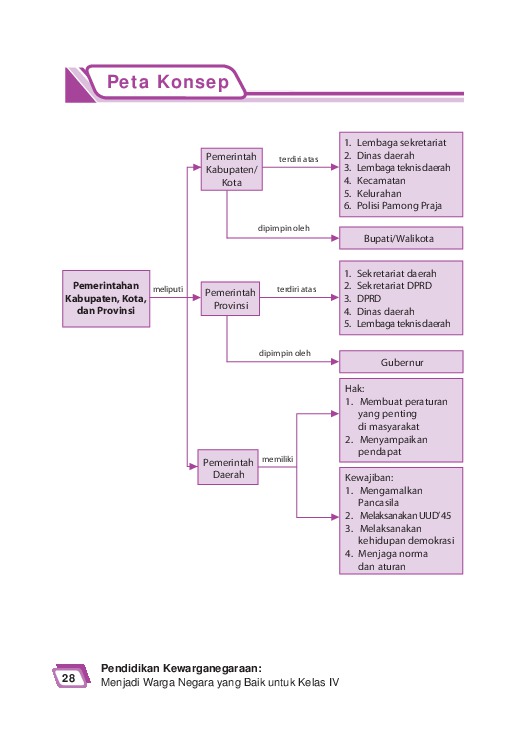 Peta Konsep
Pemerintahan
Kabupaten, Kota,
dan Provinsi
meliputi
Pemerintah
Kabupaten/
Kota
terdiri atas
1. Lembaga sekretariat
2. Dinas daerah
3. Lembaga teknis daerah
4. Kecamatan
5. Kelurahan
6. Polisi Pamong Praja
dipimpin oleh
Bupati/Walikota
Pemerintah
Provinsi
terdiri atas
1. Sekretariat daerah
2. Sekretariat DPRD
3. DPRD
4. Dinas daerah
5. Lembaga teknis daerah
dipimpin oleh
Gubernur
Pemerintah
Daerah
memiliki
Hak:
1. Membuat peraturan
yang penting
di masyarakat
2. Menyampaikan
pendapat
Kewajiban:
1. Mengamalkan
Pancasila
2. Melaksanakan UUD'45
3. Melaksanakan
kehidupan demokrasi
4. Menjaga norma
dan aturan
28
Pendidikan Kewarganegaraan:
Menjadi Warga Negara yang Baik untuk Kelas IV